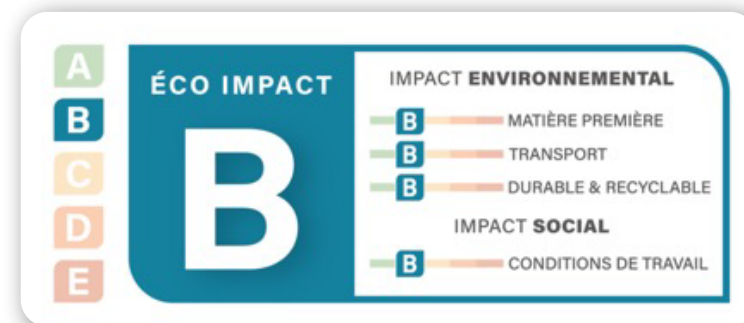 A
B
C
D
E
ÉCO IMPACT
B
IMPACT ENVIRONNEMENTAL
B MATIÈRE PREMIÈRE
B TRANSPORT
B DURABLE & RECYCLABLE
IMPACT SOCIAL
B CONDITIONS DE TRAVAIL